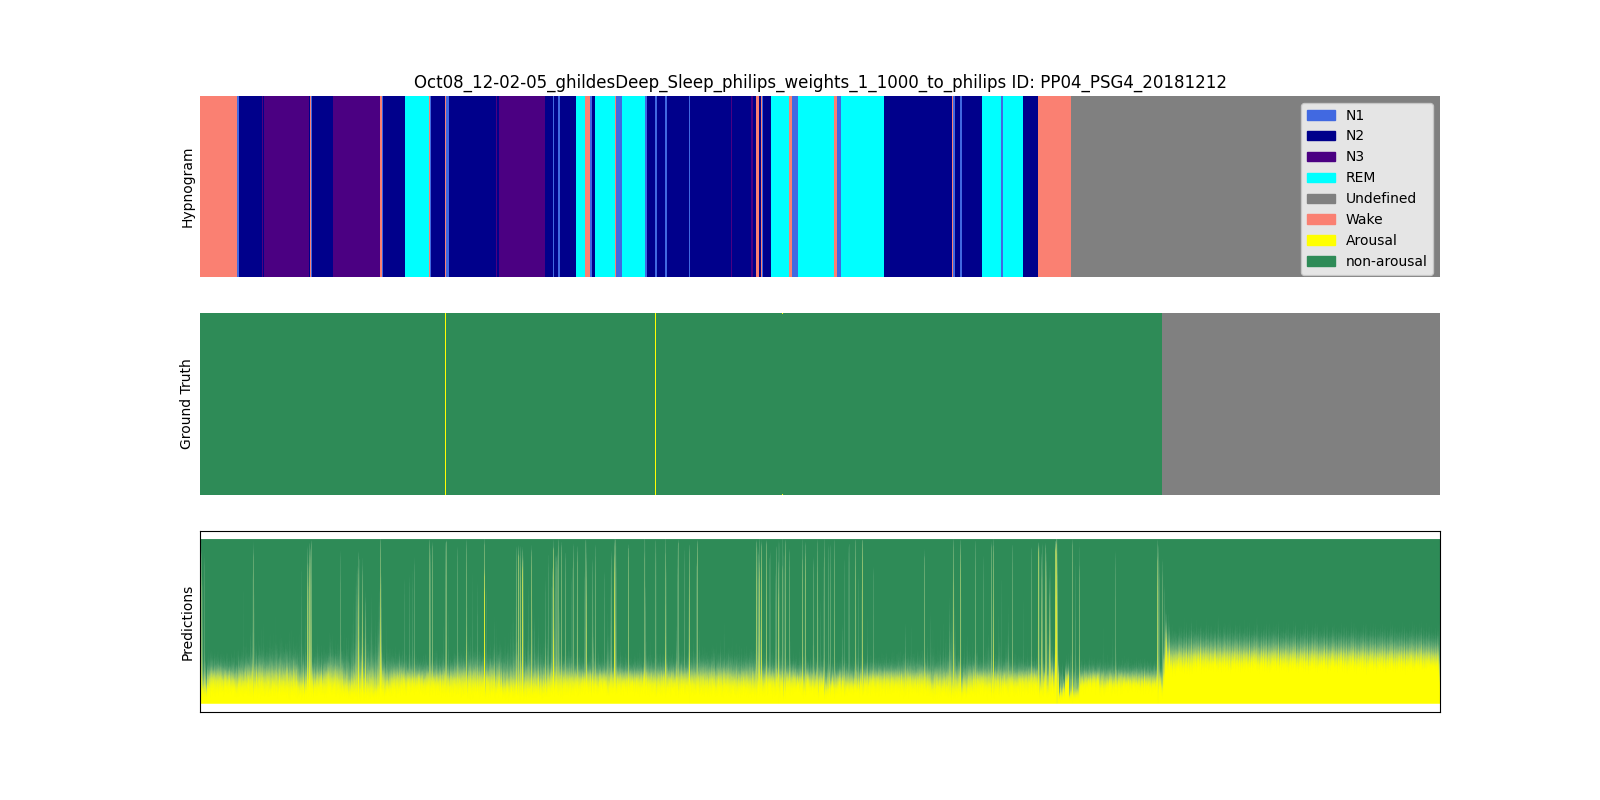 Oct08_12-02-05_ghildesDeep_Sleep_philips_weights_1_1000_to_philips ID: PP04_PSG4_20181212
Hypnogram
N1
N2
N3
REM
Undefined
Wake
Arousal
non-arousal
Ground Truth
Predictions